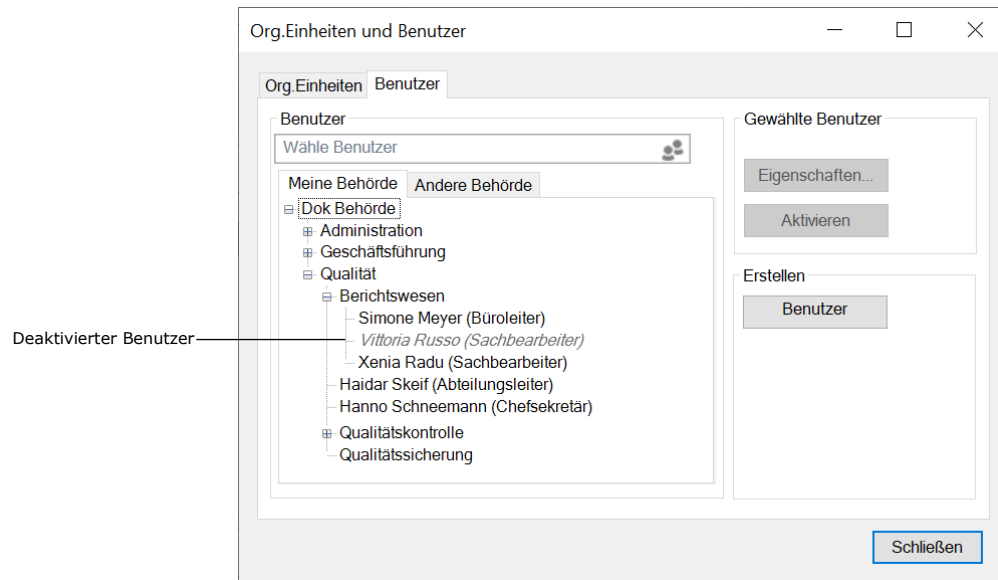 Org.Einheiten und Benutzer
Org.Einheiten
Benutzer
Benutzer
Wähle Benutzer
Meine Behörde
Andere Behörde
Dok Behörde
Administration
Geschäftsführung
Qualität
Berichtswesen
Simone Meyer (Büroleiter)
Deaktivierter Benutzer
Vittoria Russo (Sachbearbeiter)
Xenia Radu (Sachbearbeiter)
Haidar Skeif (Abteilungsleiter)
Hanno Schneemann (Chefsekretär)
Qualitätskontrolle
Qualitätssicherung
Gewählte Benutzer
Eigenschaften...
Aktivieren
Erstellen
Benutzer
Schließen